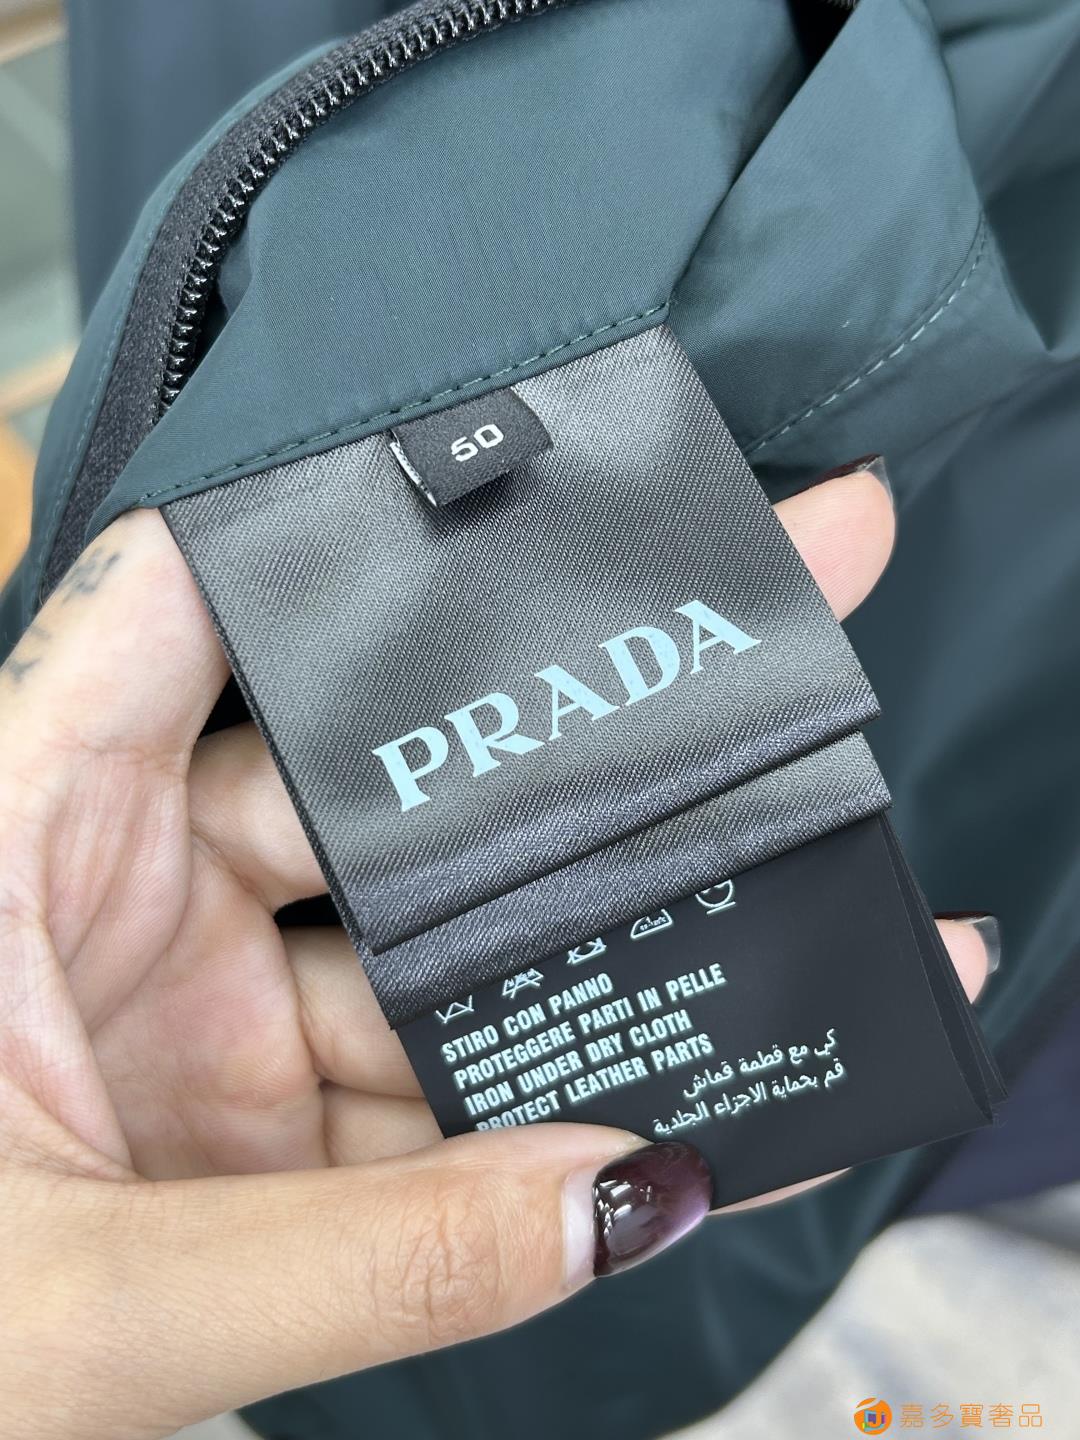 50
PRADA
STIRO CON PANNO
PROTEGGERE PARTI IN PELLE
IRON UNDER DRY CLOTH
PROTECT LEATHER PARTS
كي مع قطمة قماش
قم بحماية الاجزاء الجلدية
嘉多寶奢品